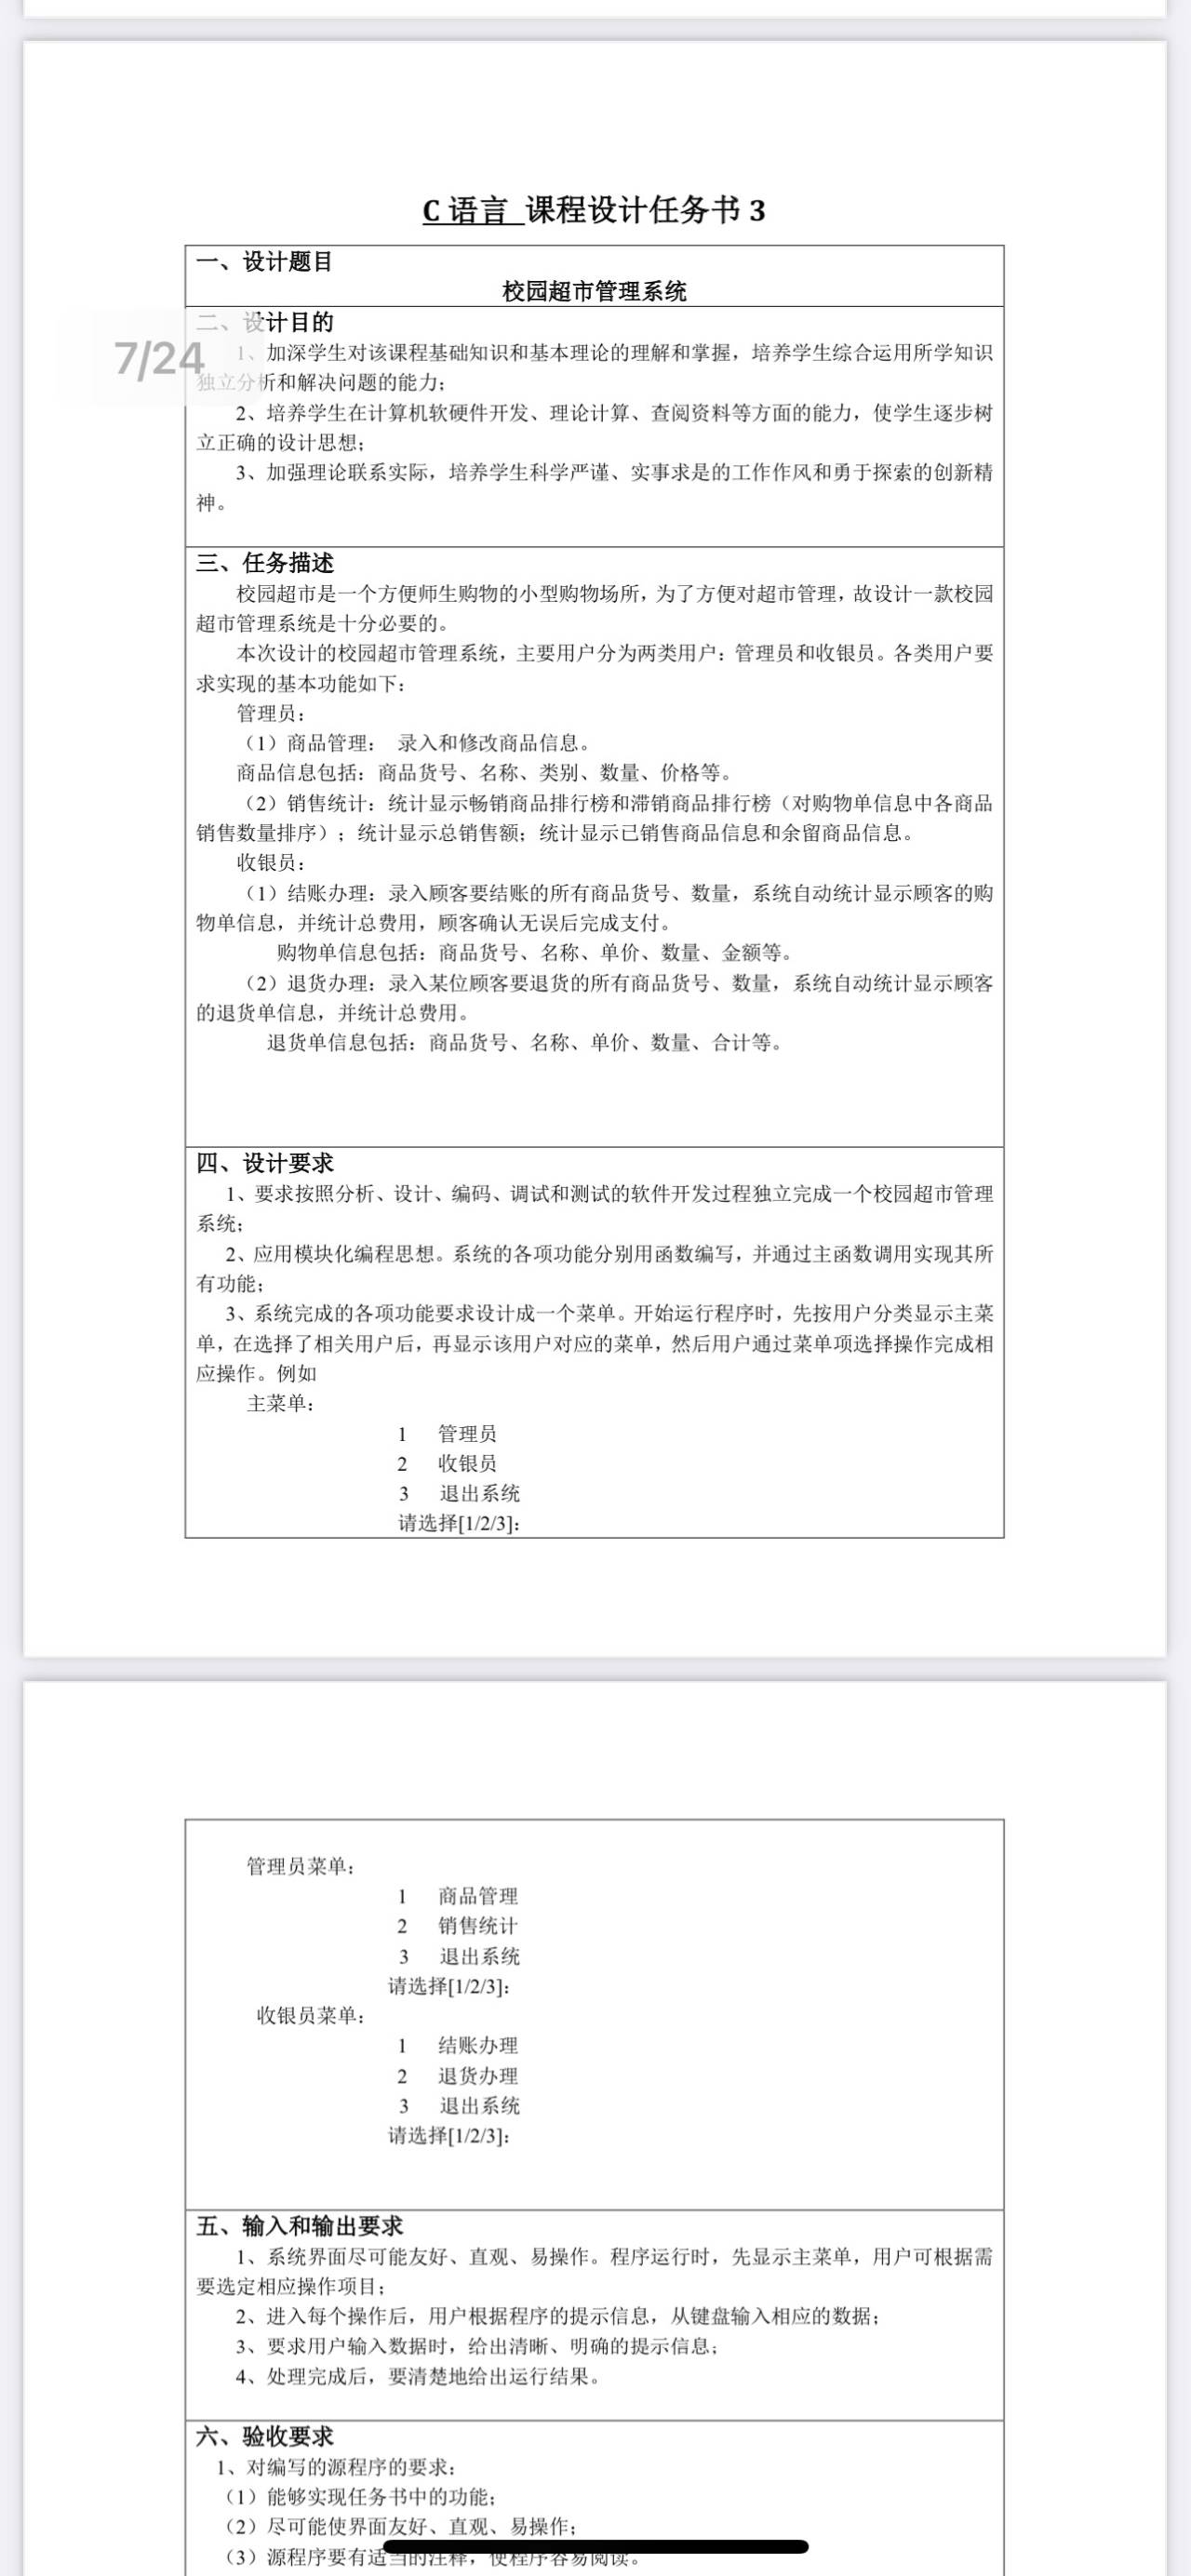 C 语言 课程设计任务书 3
一、设计题目
校园超市管理系统
二、设计目的
7/24
1、加深学生对该课程基础知识和基本理论的理解和掌握，培养学生综合运用所学知识
独立分析和解决问题的能力；
2、培养学生在计算机软硬件开发、理论计算、查阅资料等方面的能力，使学生逐步树
立正确的设计思想；
3、加强理论联系实际，培养学生科学严谨、实事求是的工作作风和勇于探索的创新精
神。
三、任务描述
校园超市是一个方便师生购物的小型购物场所，为了方便对超市管理，故设计一款校园
超市管理系统是十分必要的。
本次设计的校园超市管理系统，主要用户分为两类用户：管理员和收银员。各类用户要
求实现的基本功能如下：
管理员：
（1）商品管理： 录入和修改商品信息。
商品信息包括：商品货号、名称、类别、数量、价格等。
（2）销售统计：统计显示畅销商品排行榜和滞销商品排行榜（对购物单信息中各商品
销售数量排序）；统计显示总销售额；统计显示已销售商品信息和余留商品信息。
收银员：
（1）结账办理：录入顾客要结账的所有商品货号、数量，系统自动统计显示顾客的购
物单信息，并统计总费用，顾客确认无误后完成支付。
购物单信息包括：商品货号、名称、单价、数量、金额等。
（2）退货办理：录入某位顾客要退货的所有商品货号、数量，系统自动统计显示顾客
的退货单信息，并统计总费用。
退货单信息包括：商品货号、名称、单价、数量、合计等。
四、设计要求
1、要求按照分析、设计、编码、调试和测试的软件开发过程独立完成一个校园超市管理
系统；
2、应用模块化编程思想。系统的各项功能分别用函数编写，并通过主函数调用实现其所
有功能；
3、系统完成的各项功能要求设计成一个菜单。开始运行程序时，先按用户分类显示主菜
单，在选择了相关用户后，再显示该用户对应的菜单，然后用户通过菜单项选择操作完成相
应操作。例如
主菜单：
1 管理员
2 收银员
3 退出系统
请选择[1/2/3]：
管理员菜单：
1 商品管理
2 销售统计
3 退出系统
请选择[1/2/3]：
收银员菜单：
1 结账办理
2 退货办理
3 退出系统
请选择[1/2/3]：
五、输入和输出要求
1、系统界面尽可能友好、直观、易操作。程序运行时，先显示主菜单，用户可根据需
要选定相应操作项目；
2、进入每个操作后，用户根据程序的提示信息，从键盘输入相应的数据；
3、要求用户输入数据时，给出清晰、明确的提示信息；
4、处理完成后，要清楚地给出运行结果。
六、验收要求
1、对编写的源程序的要求：
（1）能够实现任务书中的功能；
（2）尽可能使界面友好、直观、易操作；
（3）源程序要有适当的注释，使程序容易阅读。